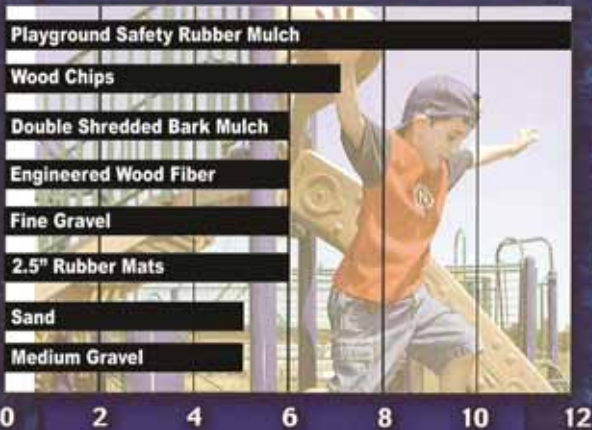 Playground Safety Rubber Mulch
Wood Chips
Double Shredded Bark Mulch
Engineered Wood Fiber
Fine Gravel
2.5" Rubber Mats
Sand
Medium Gravel
0 2 4 6 8 10 12